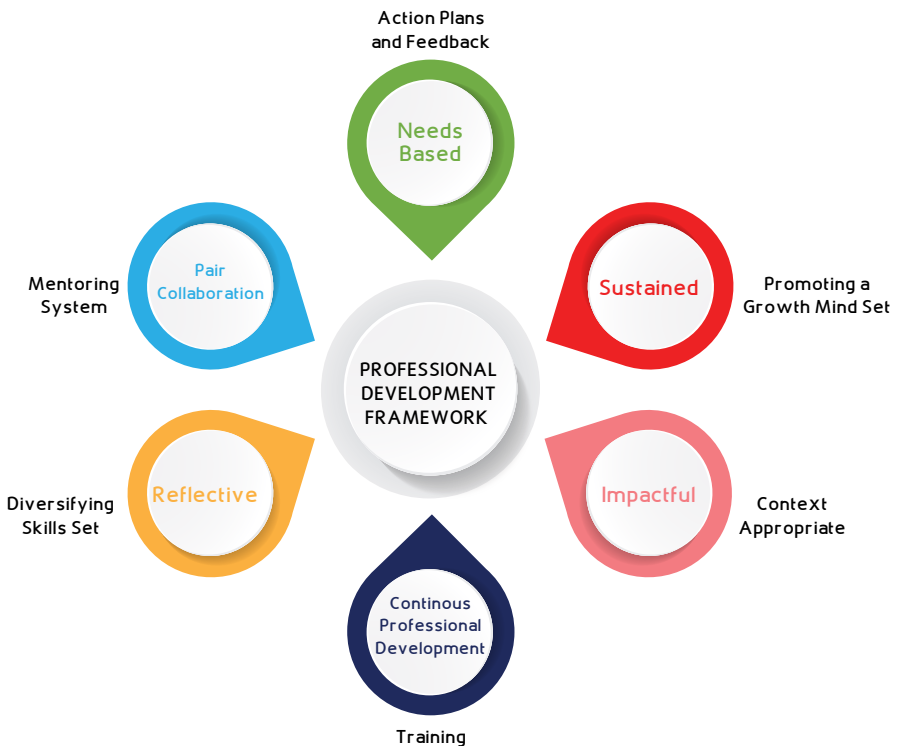 Action Plans
and Feedback
Needs
Based
Pair
Collaboration
Mentoring
System
Sustained
Promoting a
Growth Mind Set
PROFESSIONAL
DEVELOPMENT
FRAMEWORK
Reflective
Diversifying
Skills Set
Impactful
Context
Appropriate
Continous
Professional
Development
Training